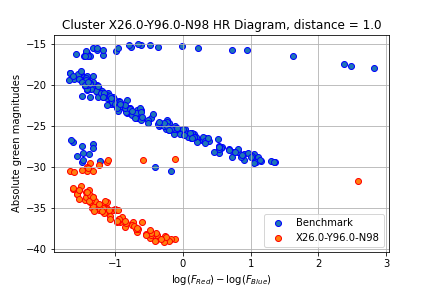 Cluster X26.0-Y96.0-N98 HR Diagram, distance = 1.0
Absolute green magnitudes
−15
−20
−25
−30
−35
−40
Benchmark
X26.0-Y96.0-N98
−1 0 1 2 3
log(F_Red) − log(F_Blue)